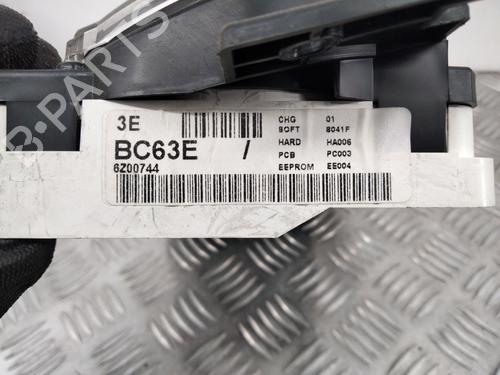 3E
CHG 01
SOFT 8041F
BC63E /
HARD HA006
PCB PC003
6Z00744
EEPROM EE004
B-PARTS